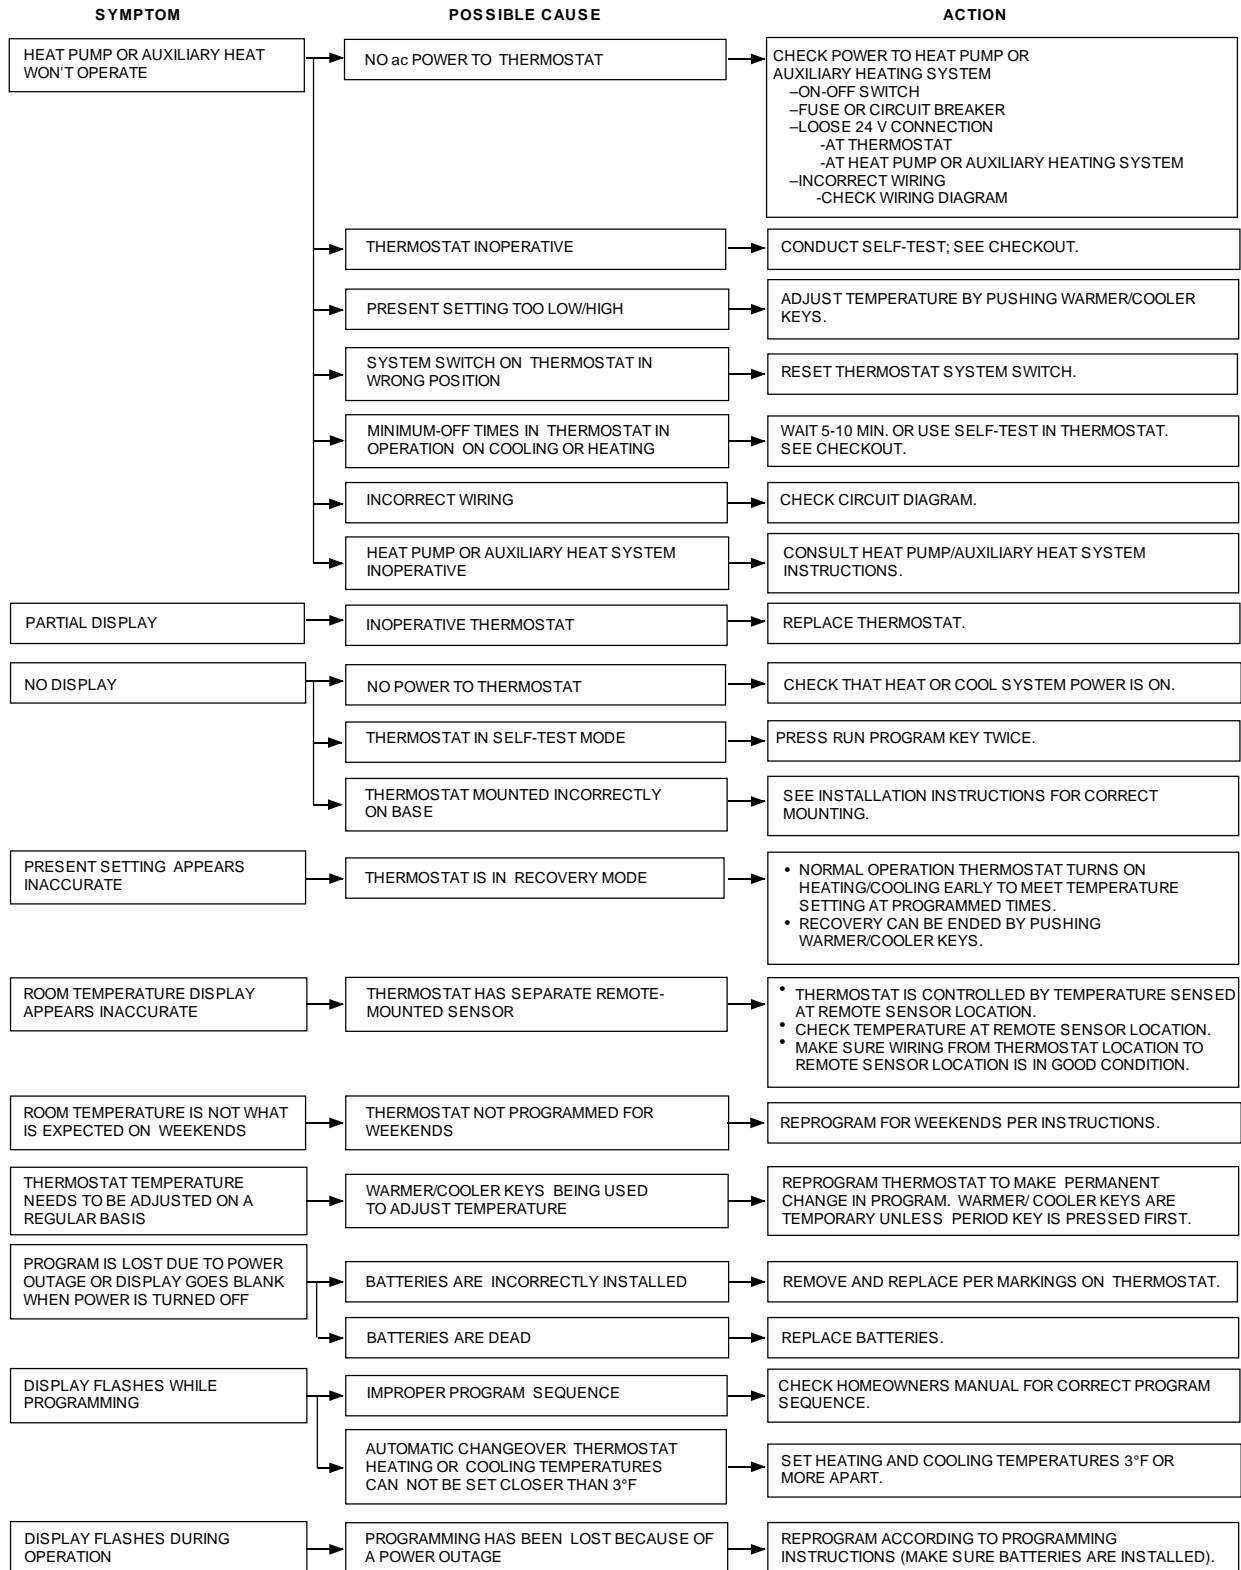 SYMPTOM
POSSIBLE CAUSE
ACTION
HEAT PUMP OR AUXILIARY HEAT
WON'T OPERATE
NO ac POWER TO THERMOSTAT
CHECK POWER TO HEAT PUMP OR
AUXILIARY HEATING SYSTEM
–ON-OFF SWITCH
–FUSE OR CIRCUIT BREAKER
–LOOSE 24 V CONNECTION
-AT THERMOSTAT
-AT HEAT PUMP OR AUXILIARY HEATING SYSTEM
–INCORRECT WIRING
-CHECK WIRING DIAGRAM
THERMOSTAT INOPERATIVE
CONDUCT SELF-TEST; SEE CHECKOUT.
PRESENT SETTING TOO LOW/HIGH
ADJUST TEMPERATURE BY PUSHING WARMER/COOLER
KEYS.
SYSTEM SWITCH ON THERMOSTAT IN
WRONG POSITION
RESET THERMOSTAT SYSTEM SWITCH.
MINIMUM-OFF TIMES IN THERMOSTAT IN
OPERATION ON COOLING OR HEATING
WAIT 5-10 MIN. OR USE SELF-TEST IN THERMOSTAT.
SEE CHECKOUT.
INCORRECT WIRING
CHECK CIRCUIT DIAGRAM.
HEAT PUMP OR AUXILIARY HEAT SYSTEM
INOPERATIVE
CONSULT HEAT PUMP/AUXILIARY HEAT SYSTEM
INSTRUCTIONS.
PARTIAL DISPLAY
INOPERATIVE THERMOSTAT
REPLACE THERMOSTAT.
NO DISPLAY
NO POWER TO THERMOSTAT
CHECK THAT HEAT OR COOL SYSTEM POWER IS ON.
THERMOSTAT IN SELF-TEST MODE
PRESS RUN PROGRAM KEY TWICE.
THERMOSTAT MOUNTED INCORRECTLY
ON BASE
SEE INSTALLATION INSTRUCTIONS FOR CORRECT
MOUNTING.
PRESENT SETTING APPEARS
INACCURATE
THERMOSTAT IS IN RECOVERY MODE
• NORMAL OPERATION THERMOSTAT TURNS ON
HEATING/COOLING EARLY TO MEET TEMPERATURE
SETTING AT PROGRAMMED TIMES.
• RECOVERY CAN BE ENDED BY PUSHING
WARMER/COOLER KEYS.
ROOM TEMPERATURE DISPLAY
APPEARS INACCURATE
THERMOSTAT HAS SEPARATE REMOTE-
MOUNTED SENSOR
• THERMOSTAT IS CONTROLLED BY TEMPERATURE SENSED
AT REMOTE SENSOR LOCATION.
• CHECK TEMPERATURE AT REMOTE SENSOR LOCATION.
• MAKE SURE WIRING FROM THERMOSTAT LOCATION TO
REMOTE SENSOR LOCATION IS IN GOOD CONDITION.
ROOM TEMPERATURE IS NOT WHAT
IS EXPECTED ON WEEKENDS
THERMOSTAT NOT PROGRAMMED FOR
WEEKENDS
REPROGRAM FOR WEEKENDS PER INSTRUCTIONS.
THERMOSTAT TEMPERATURE
NEEDS TO BE ADJUSTED ON A
REGULAR BASIS
WARMER/COOLER KEYS BEING USED
TO ADJUST TEMPERATURE
REPROGRAM THERMOSTAT TO MAKE PERMANENT
CHANGE IN PROGRAM. WARMER/ COOLER KEYS ARE
TEMPORARY UNLESS PERIOD KEY IS PRESSED FIRST.
PROGRAM IS LOST DUE TO POWER
OUTAGE OR DISPLAY GOES BLANK
WHEN POWER IS TURNED OFF
BATTERIES ARE INCORRECTLY INSTALLED
REMOVE AND REPLACE PER MARKINGS ON THERMOSTAT.
BATTERIES ARE DEAD
REPLACE BATTERIES.
DISPLAY FLASHES WHILE
PROGRAMMING
IMPROPER PROGRAM SEQUENCE
CHECK HOMEOWNERS MANUAL FOR CORRECT PROGRAM
SEQUENCE.
AUTOMATIC CHANGEOVER THERMOSTAT
HEATING OR COOLING TEMPERATURES
CAN NOT BE SET CLOSER THAN 3°F
SET HEATING AND COOLING TEMPERATURES 3°F OR
MORE APART.
DISPLAY FLASHES DURING
OPERATION
PROGRAMMING HAS BEEN LOST BECAUSE OF
A POWER OUTAGE
REPROGRAM ACCORDING TO PROGRAMMING
INSTRUCTIONS (MAKE SURE BATTERIES ARE INSTALLED).